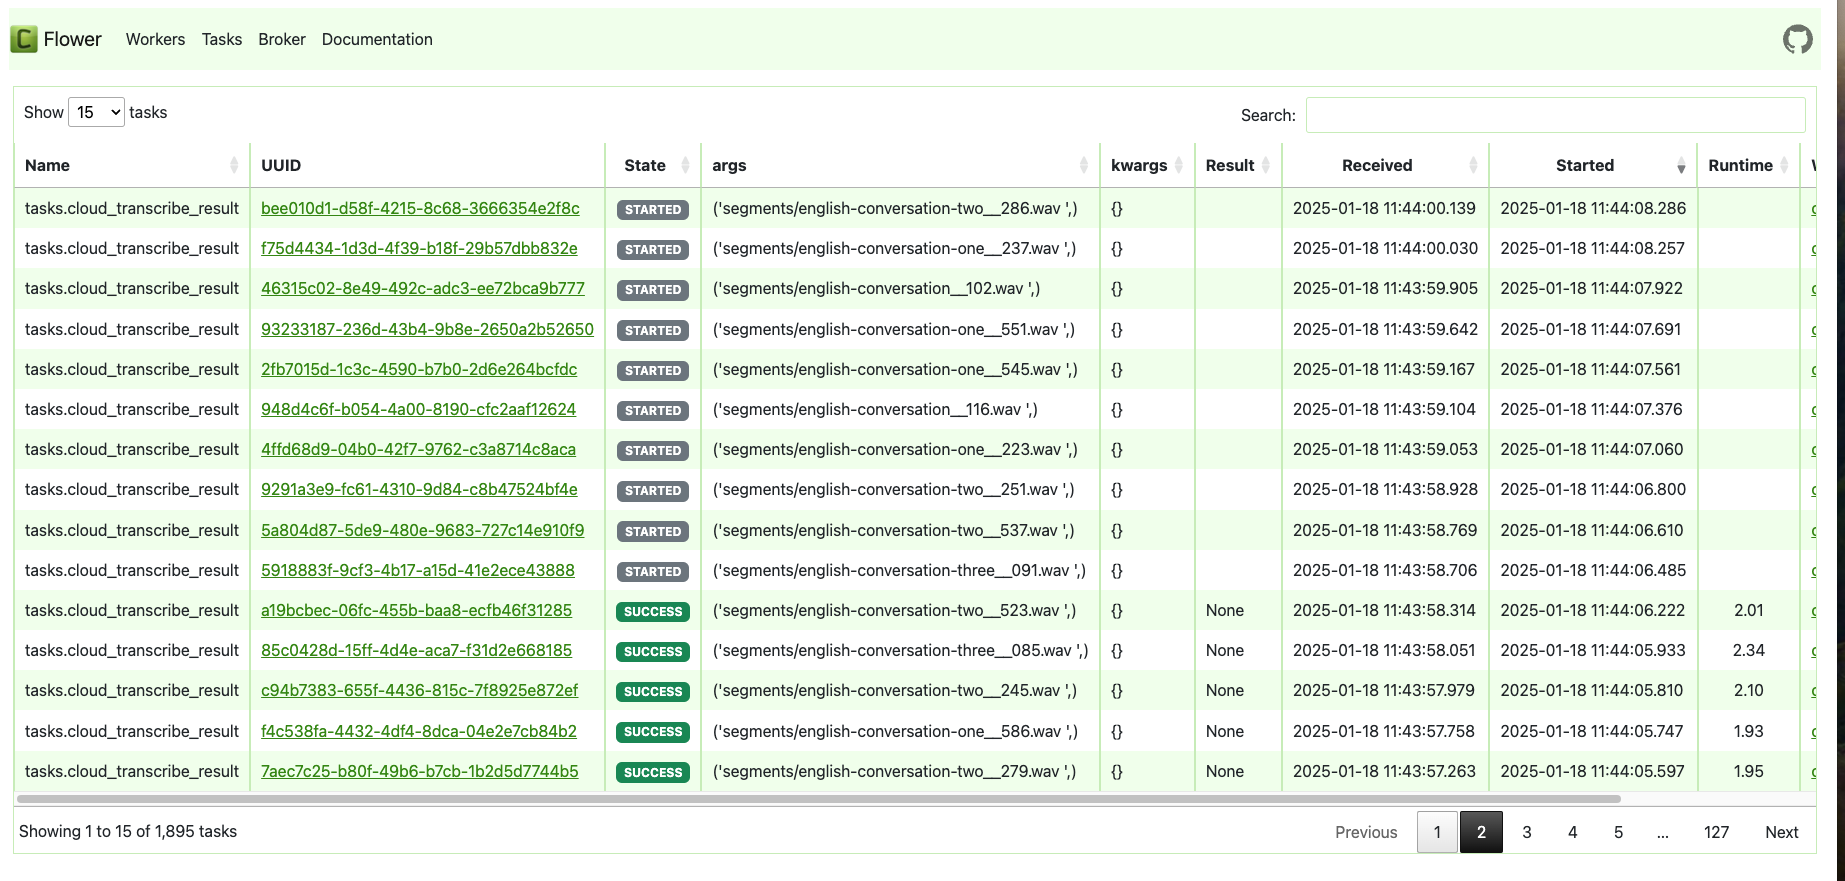 Flower Workers Tasks Broker Documentation
Show 15 tasks Search:
Name UUID State args kwargs Result Received Started Runtime
tasks.cloud_transcribe_result bee010d1-d58f-4215-8c68-3666354e2f8c STARTED ('segments/english-conversation-two__286.wav ',) {} 2025-01-18 11:44:00.139 2025-01-18 11:44:08.286
tasks.cloud_transcribe_result f75d4434-1d3d-4f39-b18f-29b57dbb832e STARTED ('segments/english-conversation-one__237.wav ',) {} 2025-01-18 11:44:00.030 2025-01-18 11:44:08.257
tasks.cloud_transcribe_result 46315c02-8e49-492c-adc3-ee72bca9b777 STARTED ('segments/english-conversation__102.wav ',) {} 2025-01-18 11:43:59.905 2025-01-18 11:44:07.922
tasks.cloud_transcribe_result 93233187-236d-43b4-9b8e-2650a2b52650 STARTED ('segments/english-conversation-one__551.wav ',) {} 2025-01-18 11:43:59.642 2025-01-18 11:44:07.691
tasks.cloud_transcribe_result 2fb7015d-1c3c-4590-b7b0-2d6e264bcfdc STARTED ('segments/english-conversation-one__545.wav ',) {} 2025-01-18 11:43:59.167 2025-01-18 11:44:07.561
tasks.cloud_transcribe_result 948d4c6f-b054-4a00-8190-cfc2aaf12624 STARTED ('segments/english-conversation__116.wav ',) {} 2025-01-18 11:43:59.104 2025-01-18 11:44:07.376
tasks.cloud_transcribe_result 4ffd68d9-04b0-42f7-9762-c3a8714c8aca STARTED ('segments/english-conversation-one__223.wav ',) {} 2025-01-18 11:43:59.053 2025-01-18 11:44:07.060
tasks.cloud_transcribe_result 9291a3e9-fc61-4310-9d84-c8b47524bf4e STARTED ('segments/english-conversation-two__251.wav ',) {} 2025-01-18 11:43:58.928 2025-01-18 11:44:06.800
tasks.cloud_transcribe_result 5a804d87-5de9-480e-9683-727c14e910f9 STARTED ('segments/english-conversation-two__537.wav ',) {} 2025-01-18 11:43:58.769 2025-01-18 11:44:06.610
tasks.cloud_transcribe_result 5918883f-9cf3-4b17-a15d-41e2ece43888 STARTED ('segments/english-conversation-three__091.wav ',) {} 2025-01-18 11:43:58.706 2025-01-18 11:44:06.485
tasks.cloud_transcribe_result a19bcbec-06fc-455b-baa8-ecfb46f31285 SUCCESS ('segments/english-conversation-two__523.wav ',) {} None 2025-01-18 11:43:58.314 2025-01-18 11:44:06.222 2.01
tasks.cloud_transcribe_result 85c0428d-15ff-4d4e-aca7-f31d2e668185 SUCCESS ('segments/english-conversation-three__085.wav ',) {} None 2025-01-18 11:43:58.051 2025-01-18 11:44:05.933 2.34
tasks.cloud_transcribe_result c94b7383-655f-4436-815c-7f8925e872ef SUCCESS ('segments/english-conversation-two__245.wav ',) {} None 2025-01-18 11:43:57.979 2025-01-18 11:44:05.810 2.10
tasks.cloud_transcribe_result f4c538fa-4432-4df4-8dca-04e2e7cb84b2 SUCCESS ('segments/english-conversation-one__586.wav ',) {} None 2025-01-18 11:43:57.758 2025-01-18 11:44:05.747 1.93
tasks.cloud_transcribe_result 7aec7c25-b80f-49b6-b7cb-1b2d5d7744b5 SUCCESS ('segments/english-conversation-two__279.wav ',) {} None 2025-01-18 11:43:57.263 2025-01-18 11:44:05.597 1.95
Showing 1 to 15 of 1,895 tasks Previous 1 2 3 4 5 ... 127 Next